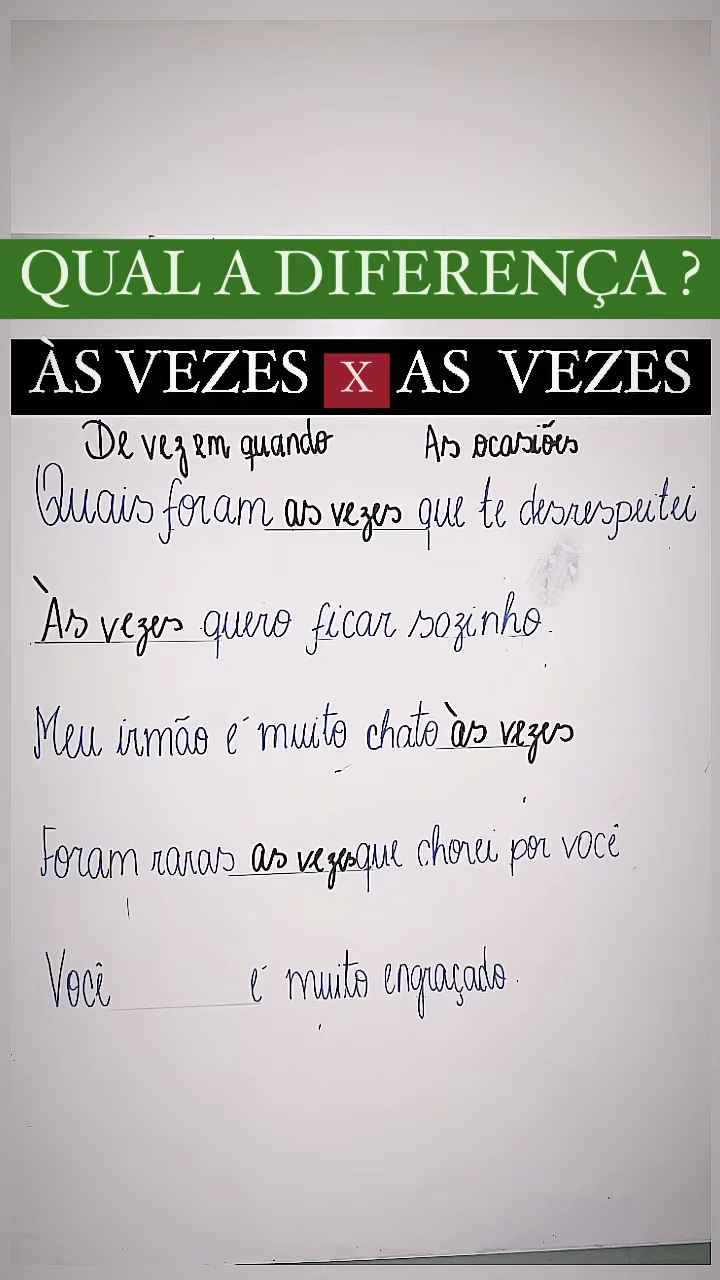 QUAL A DIFERENÇA ?
ÀS VEZES X AS VEZES
De vez em quando As ocasiões
Quais foram as vezes que te desrespeitei
Às vezes quero ficar sozinho.
Meu irmão é muito chato às vezes
Foram raras as vezes que chorei por você
Você ______ é muito engraçado.